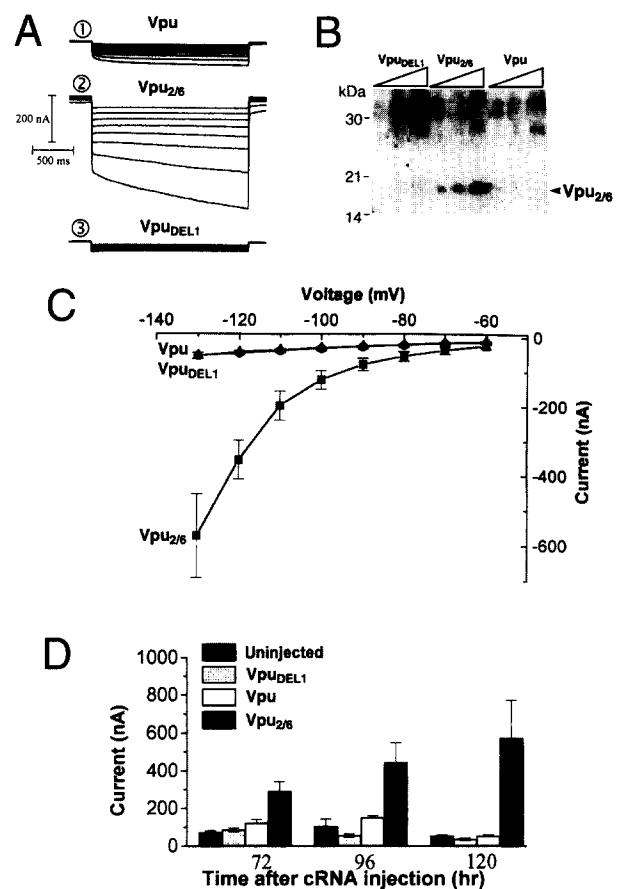 A
① Vpu
② Vpu2/6
200 nA
500 ms
③ VpuDEL1
B
VpuDEL1 Vpu2/6 Vpu
kDa
30-
21
14-
Vpu2/6
C
Voltage (mV)
-140 -120 -100 -80 -60
Vpu
VpuDEL1
Vpu2/6
0
-200
-400
-600
Current (nA)
D
1000
800
600
400
200
0
Current (nA)
Uninjected
VpuDEL1
Vpu
Vpu2/6
72 96 120
Time after cRNA injection (hr)